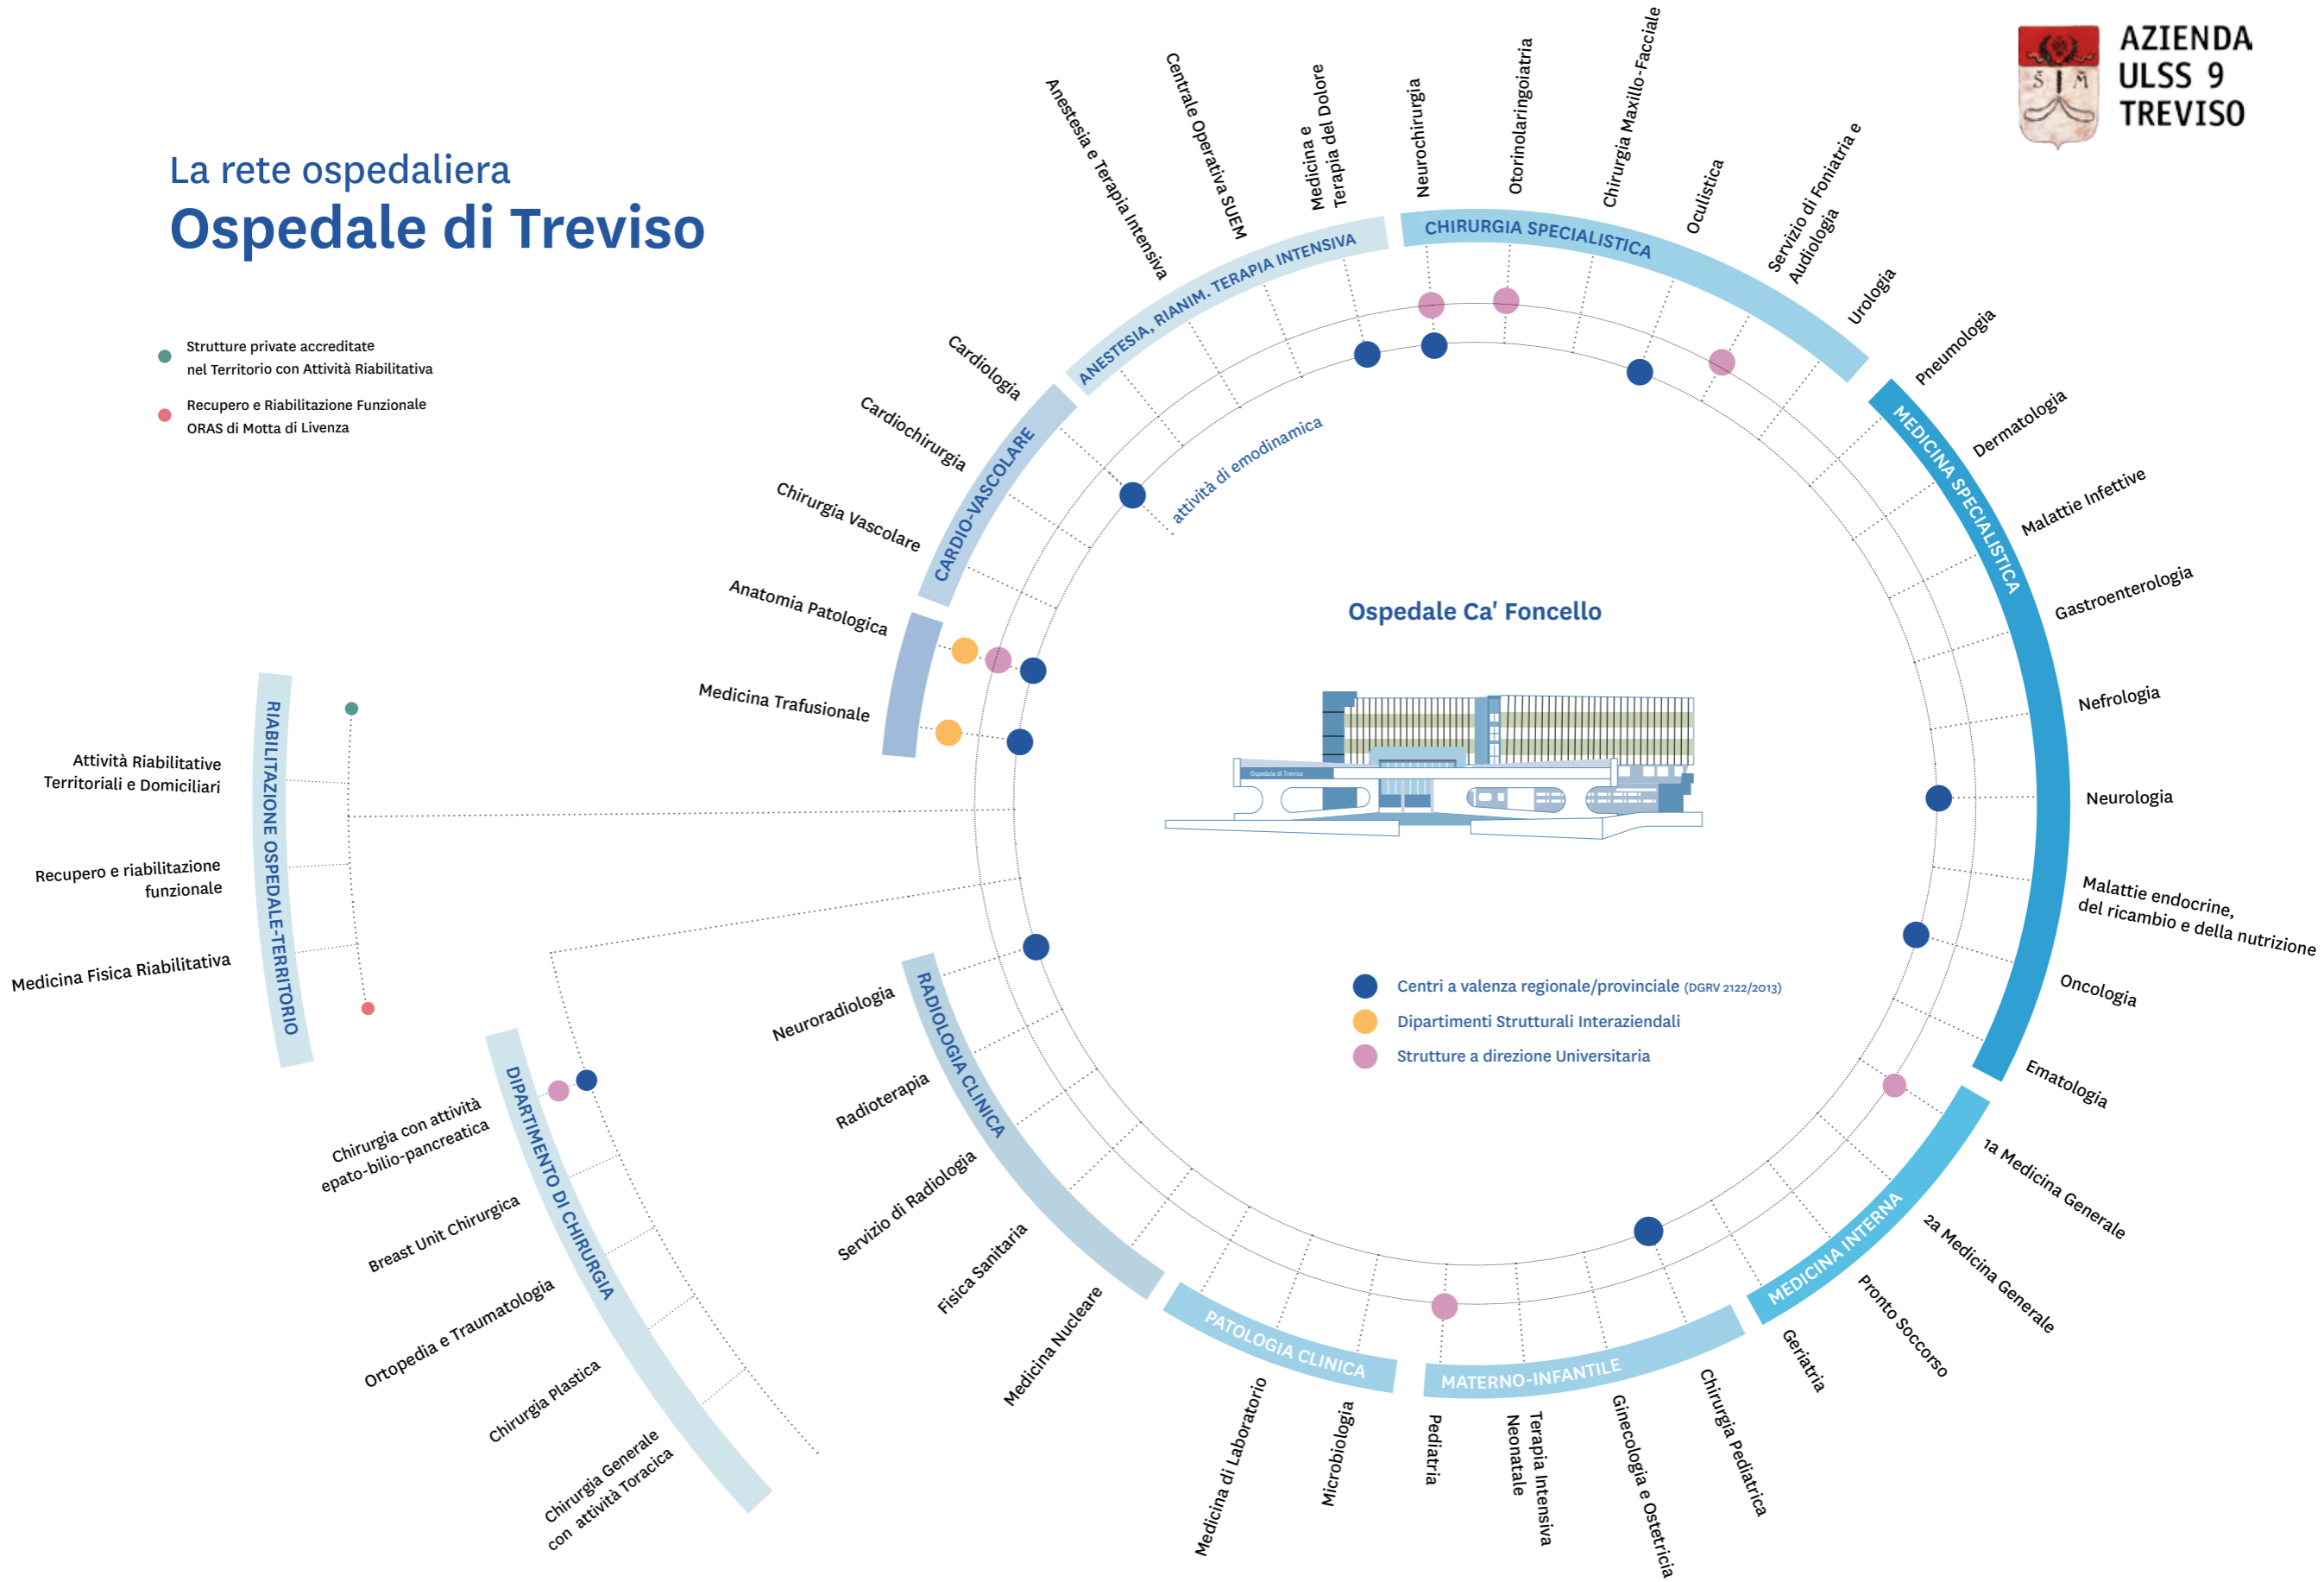 AZIENDA
ULSS 9
TREVISO
La rete ospedaliera
Ospedale di Treviso
Strutture private accreditate
nel Territorio con Attività Riabilitativa
Recupero e Riabilitazione Funzionale
ORAS di Motta di Livenza
ANESTESIA, RIANIM. TERAPIA INTENSIVA
Anestesia e Terapia Intensiva
Centrale Operativa SUEM
Medicina e
Terapia del Dolore
CHIRURGIA SPECIALISTICA
Neurochirurgia
Otorinolaringoiatria
Chirurgia Maxillo-Facciale
Oculistica
Servizio di Foniatria e
Audiologia
Urologia
MEDICINA SPECIALISTICA
Pneumologia
Dermatologia
Malattie Infettive
Gastroenterologia
Nefrologia
Neurologia
Malattie endocrine,
del ricambio e della nutrizione
Oncologia
Ematologia
MEDICINA INTERNA
1a Medicina Generale
2a Medicina Generale
Pronto Soccorso
Geriatria
MATERNO-INFANTILE
Chirurgia Pediatrica
Ginecologia e Ostetricia
Terapia Intensiva
Neonatale
Pediatria
PATOLOGIA CLINICA
Microbiologia
Medicina di Laboratorio
RADIOLOGIA CLINICA
Medicina Nucleare
Fisica Sanitaria
Servizio di Radiologia
Radioterapia
Neuroradiologia
DIPARTIMENTO DI CHIRURGIA
Chirurgia con attività
epato-bilio-pancreatica
Breast Unit Chirurgica
Ortopedia e Traumatologia
Chirurgia Plastica
Chirurgia Generale
con attività Toracica
RIABILITAZIONE OSPEDALE-TERRITORIO
Attività Riabilitative
Territoriali e Domiciliari
Recupero e riabilitazione
funzionale
Medicina Fisica Riabilitativa
Medicina Trafusionale
Anatomia Patologica
CARDIO-VASCOLARE
Chirurgia Vascolare
Cardiochirurgia
Cardiologia
attività di emodinamica
Ospedale Ca' Foncello
Ospedale di Treviso
Centri a valenza regionale/provinciale (DGRV 2122/2013)
Dipartimenti Strutturali Interaziendali
Strutture a direzione Universitaria